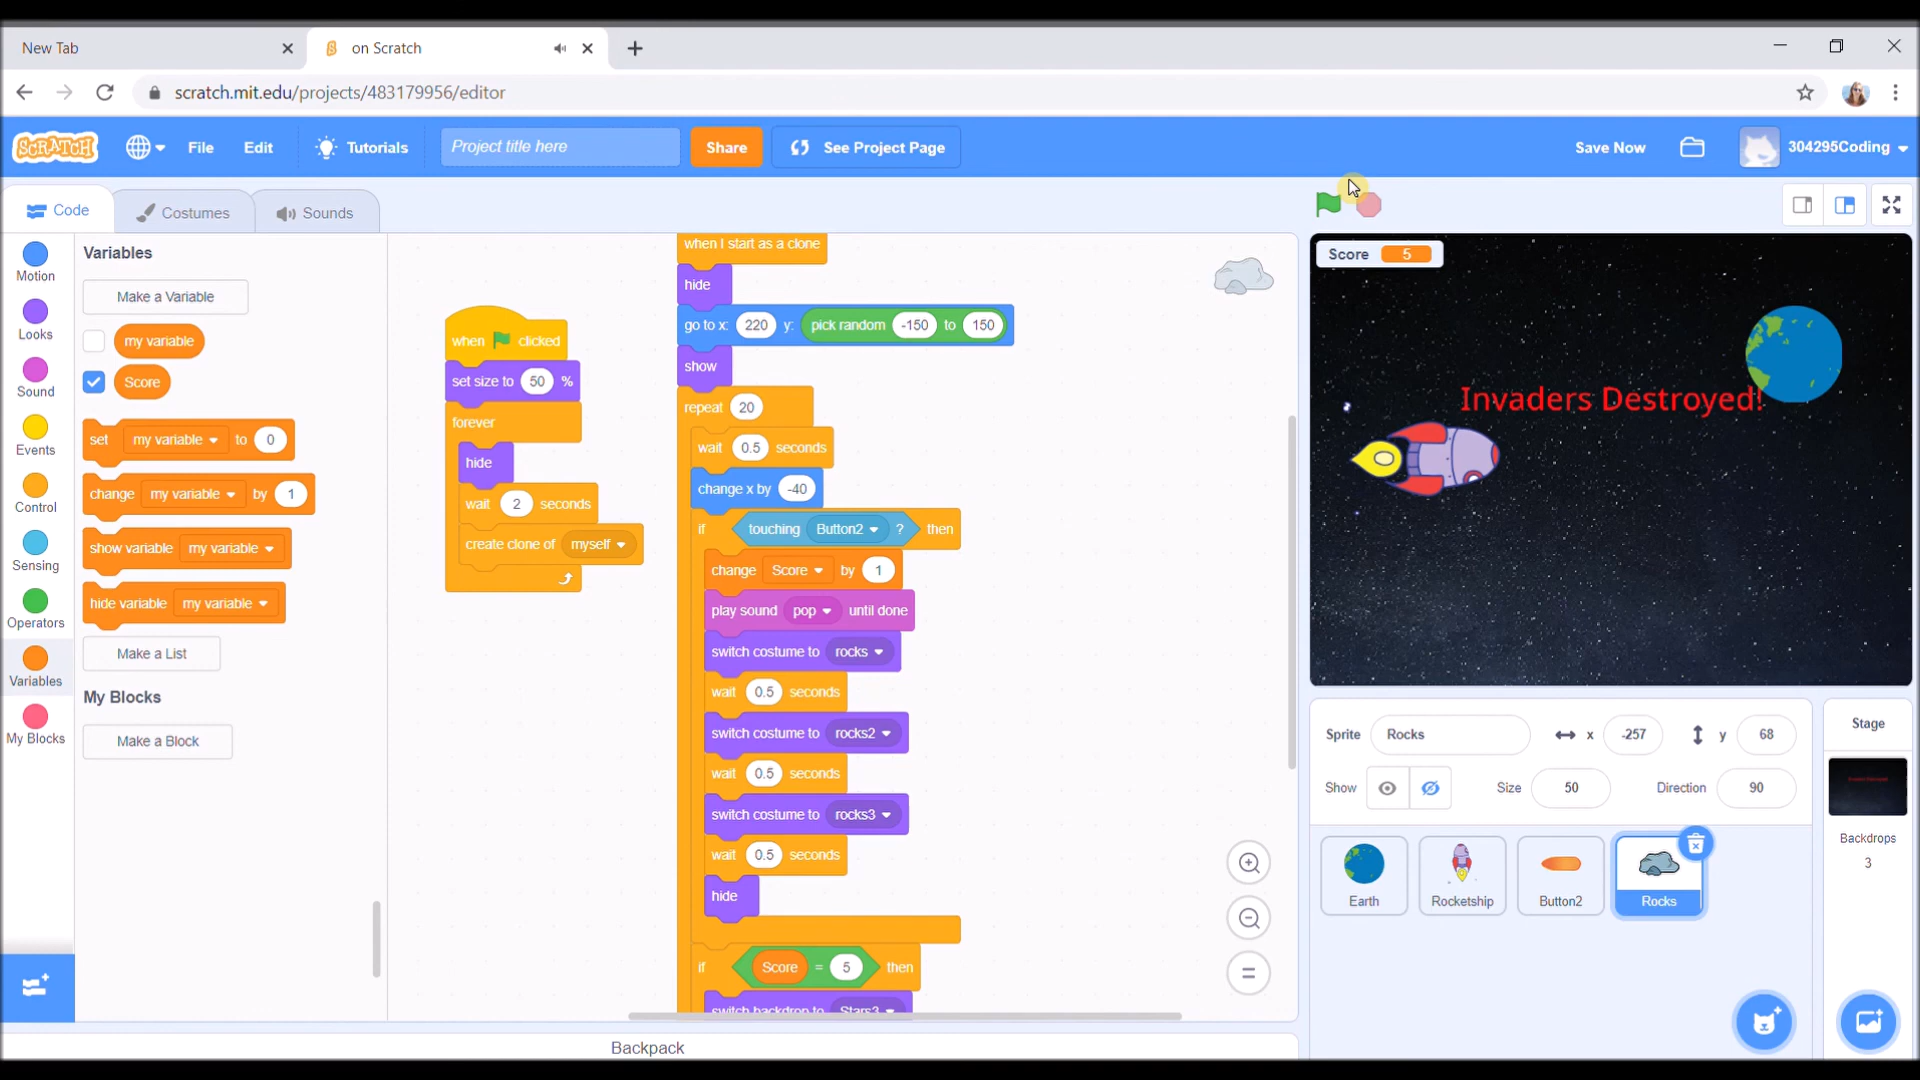 New Tab
on Scratch
scratch.mit.edu/projects/483179956/editor
SCRATCH
File
Edit
Tutorials
Project title here
Share
See Project Page
Save Now
304295Coding
Code
Costumes
Sounds
Motion
Looks
Sound
Events
Control
Sensing
Operators
Variables
My Blocks
Variables
Make a Variable
my variable
Score
set my variable to 0
change my variable by 1
show variable my variable
hide variable my variable
Make a List
My Blocks
Make a Block
when clicked
set size to 50 %
forever
hide
wait 2 seconds
create clone of myself
when I start as a clone
hide
go to x: 220 y: pick random -150 to 150
show
repeat 20
wait 0.5 seconds
change x by -40
if touching Button2 ? then
change Score by 1
play sound pop until done
switch costume to rocks
wait 0.5 seconds
switch costume to rocks2
wait 0.5 seconds
switch costume to rocks3
wait 0.5 seconds
hide
if Score = 5 then
switch backdrop to Stars3
Backpack
Score 5
Invaders Destroyed!
Sprite Rocks x -257 y 68
Show Size 50 Direction 90
Earth
Rocketship
Button2
Rocks
Stage
Backdrops
3